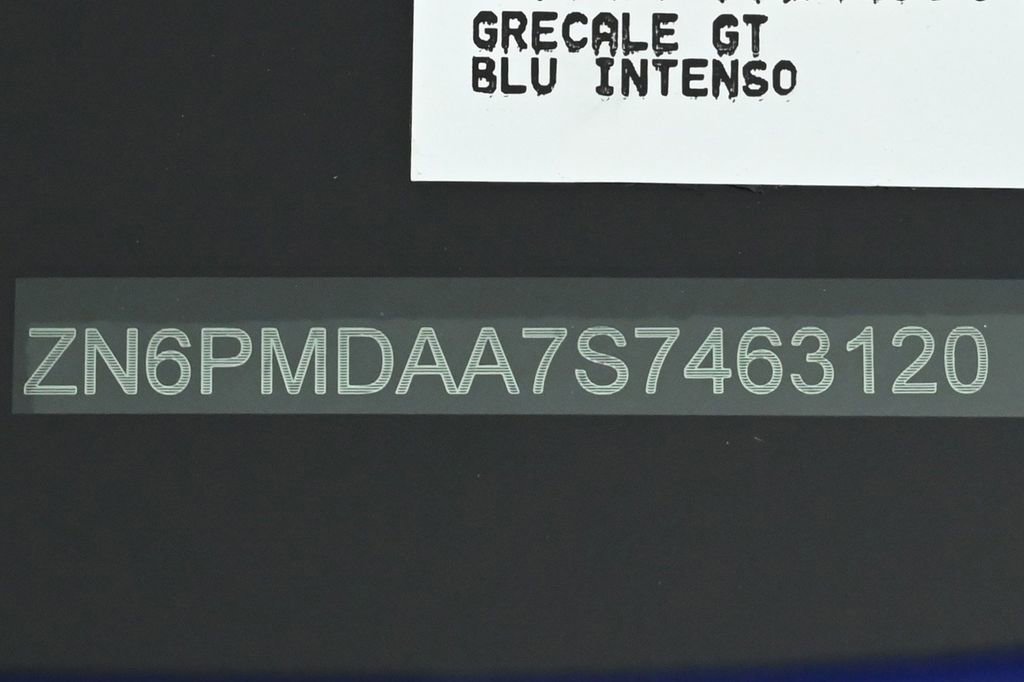 GRECALE GT
BLU INTENSO
ZN6PMDAA7S7463120